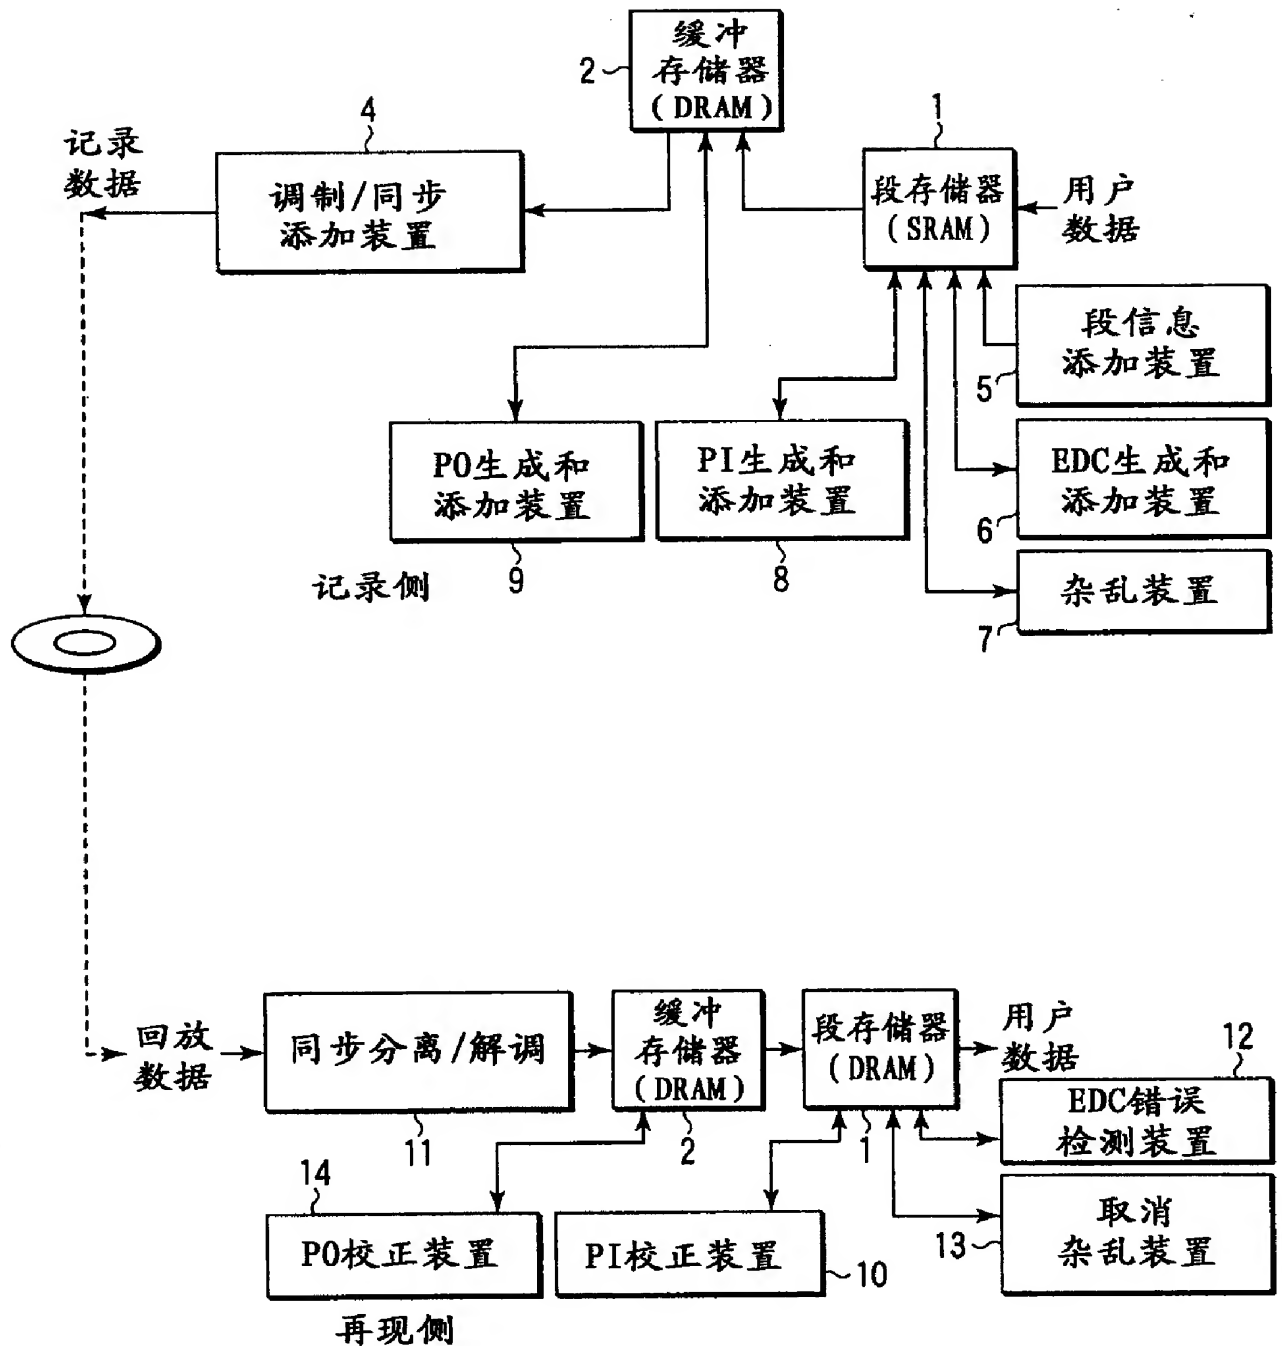 缓冲
存储器
(DRAM)
2
4
1
记录
数据
调制/同步
添加装置
段存储器
(SRAM)
用户
数据
段信息
添加装置
5
PO生成和
添加装置
9
PI生成和
添加装置
8
EDC生成和
添加装置
6
杂乱装置
7
记录侧
回放
数据
同步分离/解调
11
缓冲
存储器
(DRAM)
2
段存储器
(DRAM)
1
用户
数据
12
EDC错误
检测装置
14
PO校正装置
PI校正装置
10
取消
杂乱装置
13
再现侧